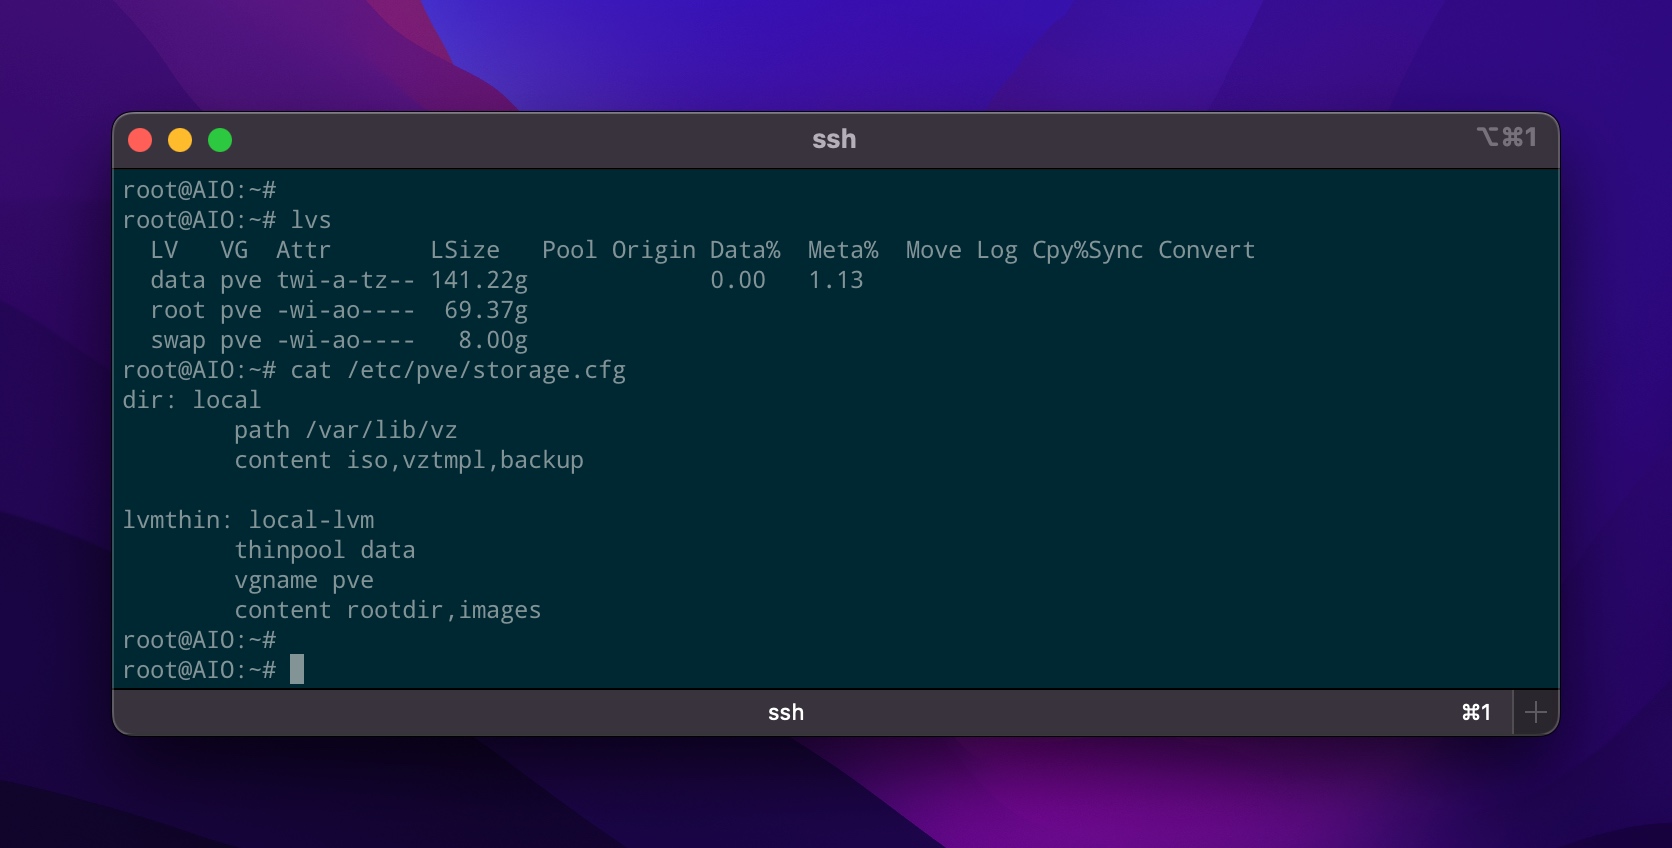 ssh
⌥⌘1
root@AIO:~#
root@AIO:~# lvs
  LV   VG  Attr       LSize   Pool Origin Data%  Meta%  Move Log Cpy%Sync Convert
  data pve twi-a-tz-- 141.22g             0.00   1.13
  root pve -wi-ao----  69.37g
  swap pve -wi-ao----   8.00g
root@AIO:~# cat /etc/pve/storage.cfg
dir: local
        path /var/lib/vz
        content iso,vztmpl,backup

lvmthin: local-lvm
        thinpool data
        vgname pve
        content rootdir,images
root@AIO:~#
root@AIO:~#
ssh
⌘1